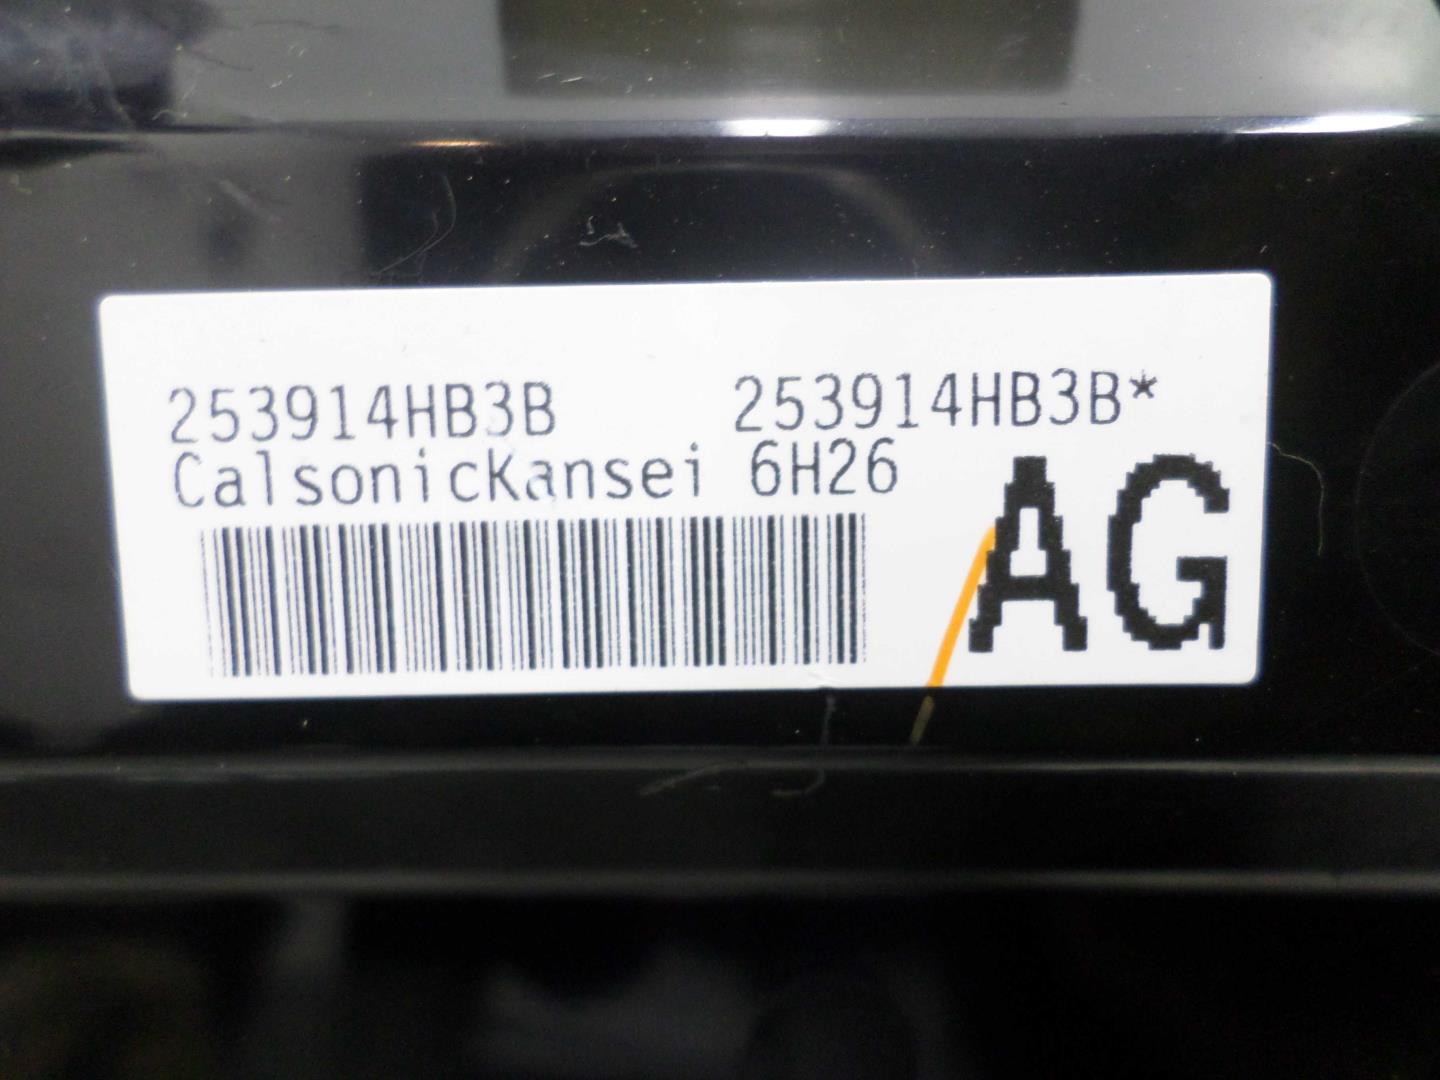 253914HB3B 253914HB3B*
CalsonicKansei 6H26
AG